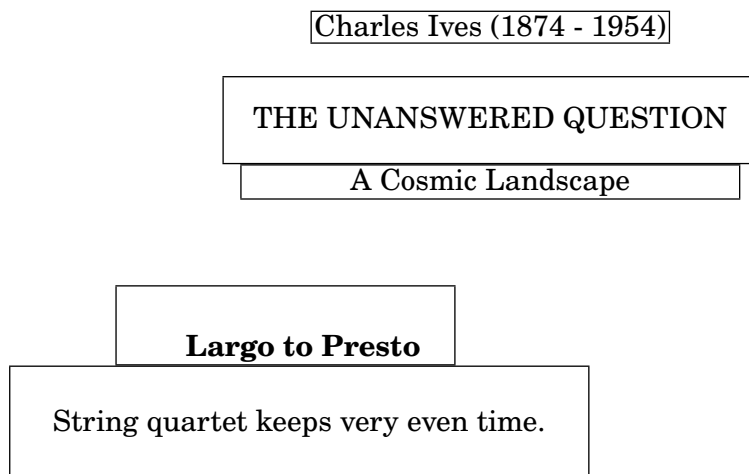 Charles Ives (1874 - 1954)
THE UNANSWERED QUESTION
A Cosmic Landscape
Largo to Presto
String quartet keeps very even time.